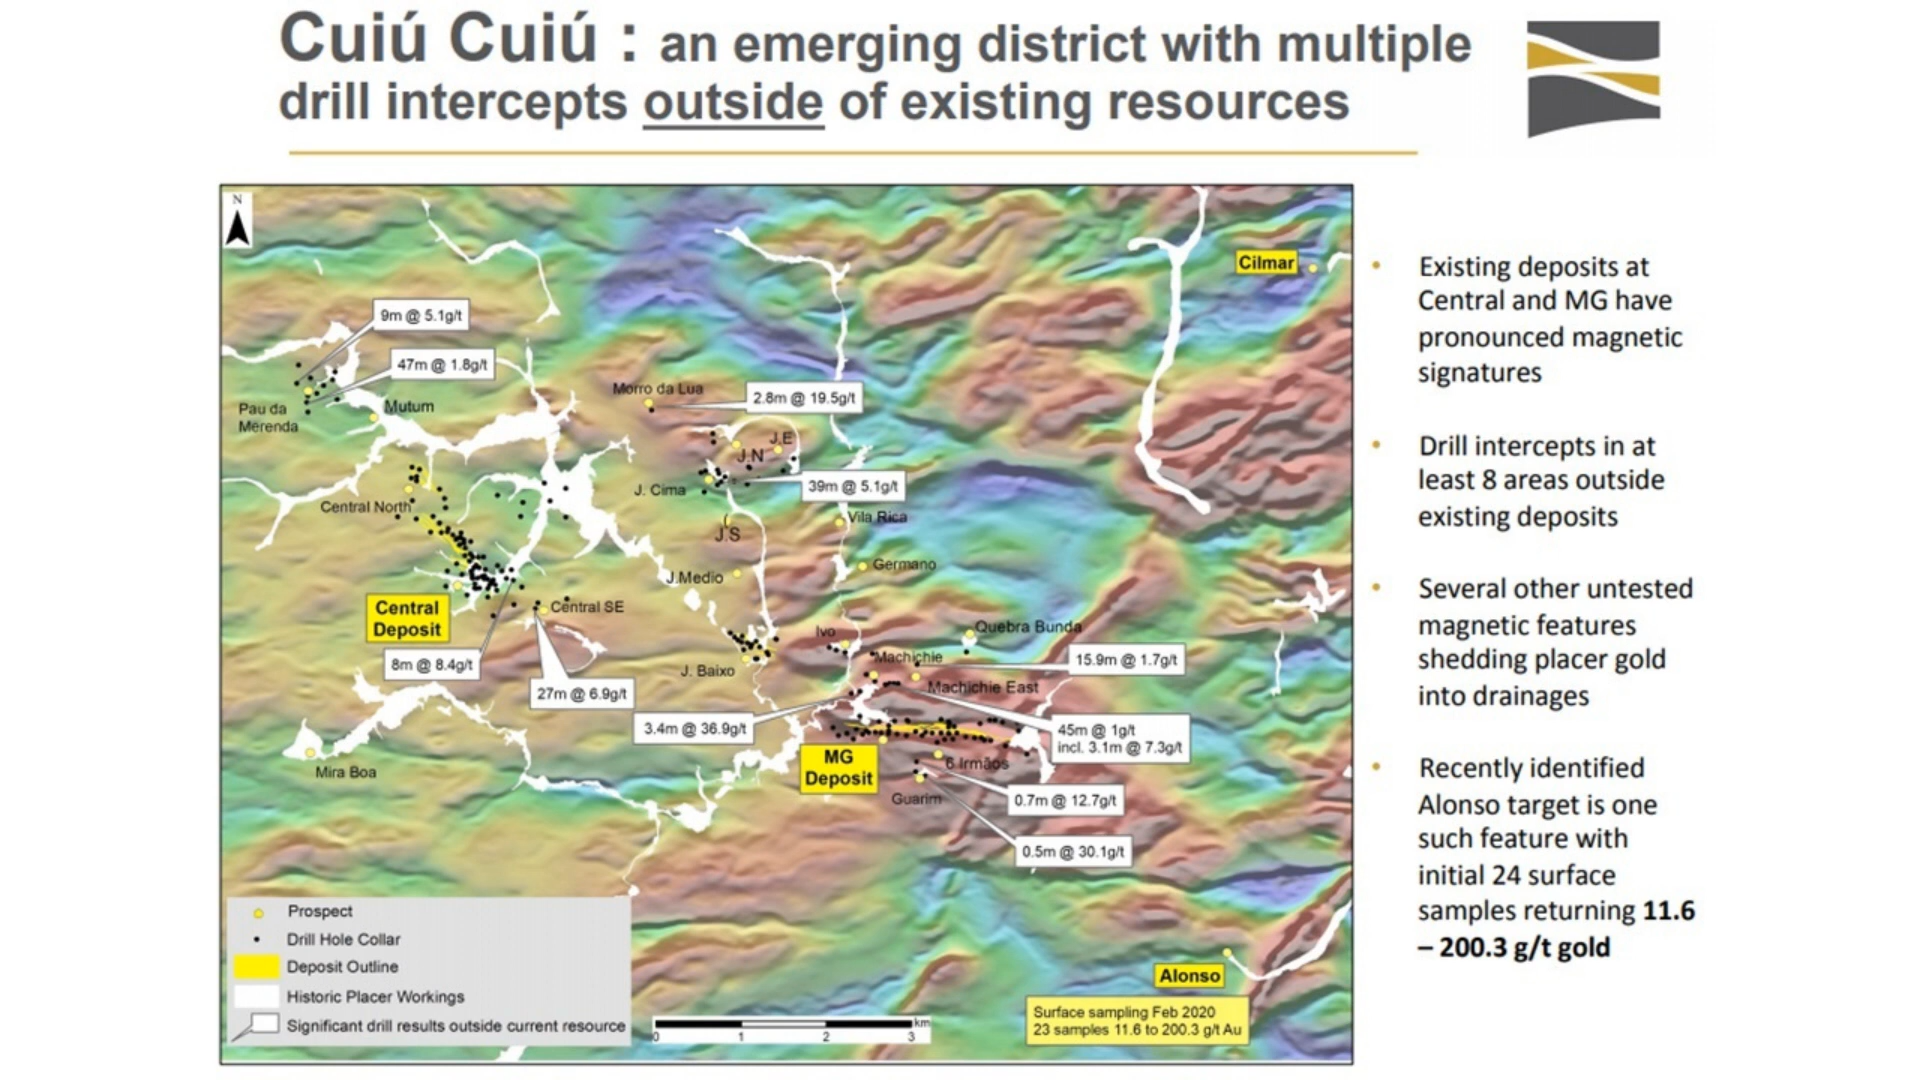 Cuiú Cuiú : an emerging district with multiple
drill intercepts outside of existing resources
N
Cilmar
9m @ 5.1g/t
47m @ 1.8g/t
Morro da Lua
2.8m @ 19.5g/t
Pau da
Merenda
Mutum
J.E
J.N
J. Cima
39m @ 5.1g/t
Central North
Vila Rica
J.S
Germano
J.Medio
Central
Deposit
Central SE
Ivo
Quebra Bunda
8m @ 8.4g/t
J. Baixo
Machichie
15.9m @ 1.7g/t
27m @ 6.9g/t
Machichie East
3.4m @ 36.9g/t
45m @ 1g/t
incl. 3.1m @ 7.3g/t
MG
Deposit
6 Irmãos
Mira Boa
Guarim
0.7m @ 12.7g/t
0.5m @ 30.1g/t
Prospect
Drill Hole Collar
Deposit Outline
Historic Placer Workings
Significant drill results outside current resource
km
0 1 2 3
Alonso
Surface sampling Feb 2020
23 samples 11.6 to 200.3 g/t Au
• Existing deposits at
Central and MG have
pronounced magnetic
signatures
• Drill intercepts in at
least 8 areas outside
existing deposits
• Several other untested
magnetic features
shedding placer gold
into drainages
• Recently identified
Alonso target is one
such feature with
initial 24 surface
samples returning 11.6
– 200.3 g/t gold